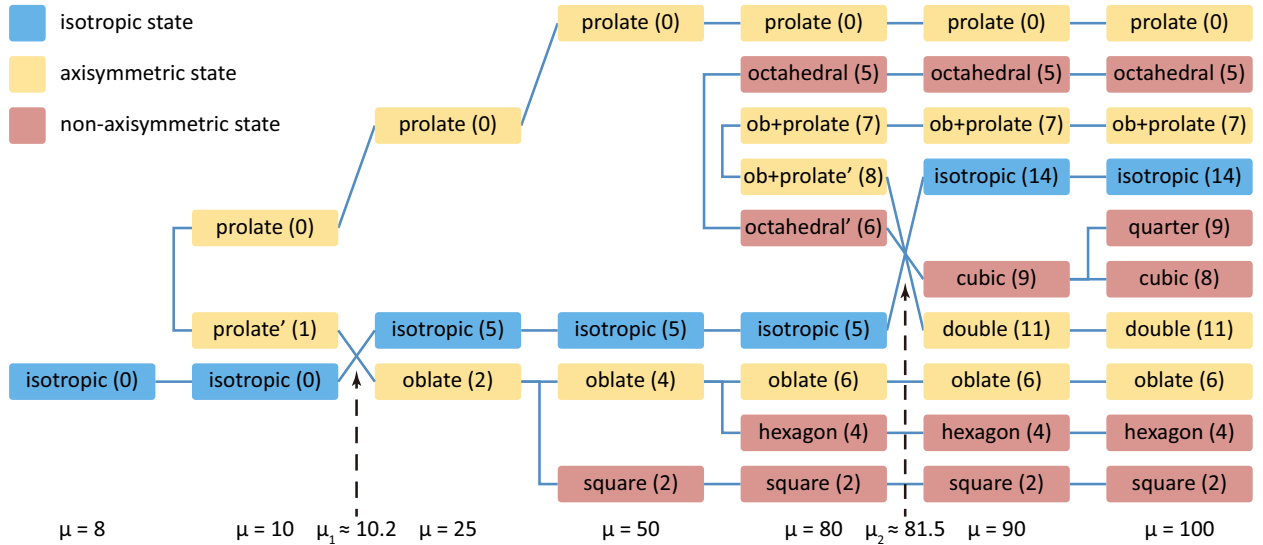 isotropic state
prolate (0) prolate (0) prolate (0) prolate (0)
axisymmetric state
octahedral (5) octahedral (5) octahedral (5)
non-axisymmetric state
prolate (0) ob+prolate (7) ob+prolate (7) ob+prolate (7)
ob+prolate’ (8) isotropic (14) isotropic (14)
prolate (0) octahedral’ (6) quarter (9)
cubic (9) cubic (8)
prolate’ (1) isotropic (5) isotropic (5) isotropic (5) double (11) double (11)
isotropic (0) isotropic (0) oblate (2) oblate (4) oblate (6) oblate (6) oblate (6)
hexagon (4) hexagon (4) hexagon (4)
square (2) square (2) square (2) square (2)
μ = 8 μ = 10 μ₁ ≈ 10.2 μ = 25 μ = 50 μ = 80 μ₂ ≈ 81.5 μ = 90 μ = 100